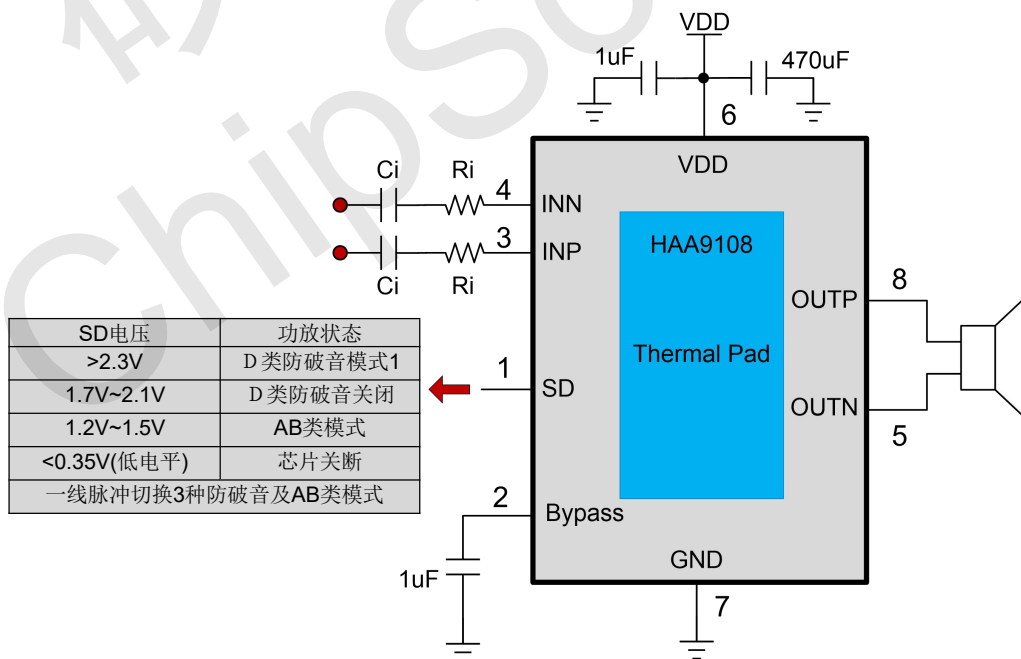 VDD
1uF
470uF
6
VDD
Ci
Ri
4
INN
3
INP
Ci
Ri
HAA9108
Thermal Pad
OUTP
8
OUTN
5
SD电压 功放状态
>2.3V D类防破音模式1
1.7V~2.1V D类防破音关闭
1.2V~1.5V AB类模式
<0.35V(低电平) 芯片关断
一线脉冲切换3种防破音及AB类模式
1
SD
2
Bypass
1uF
GND
7